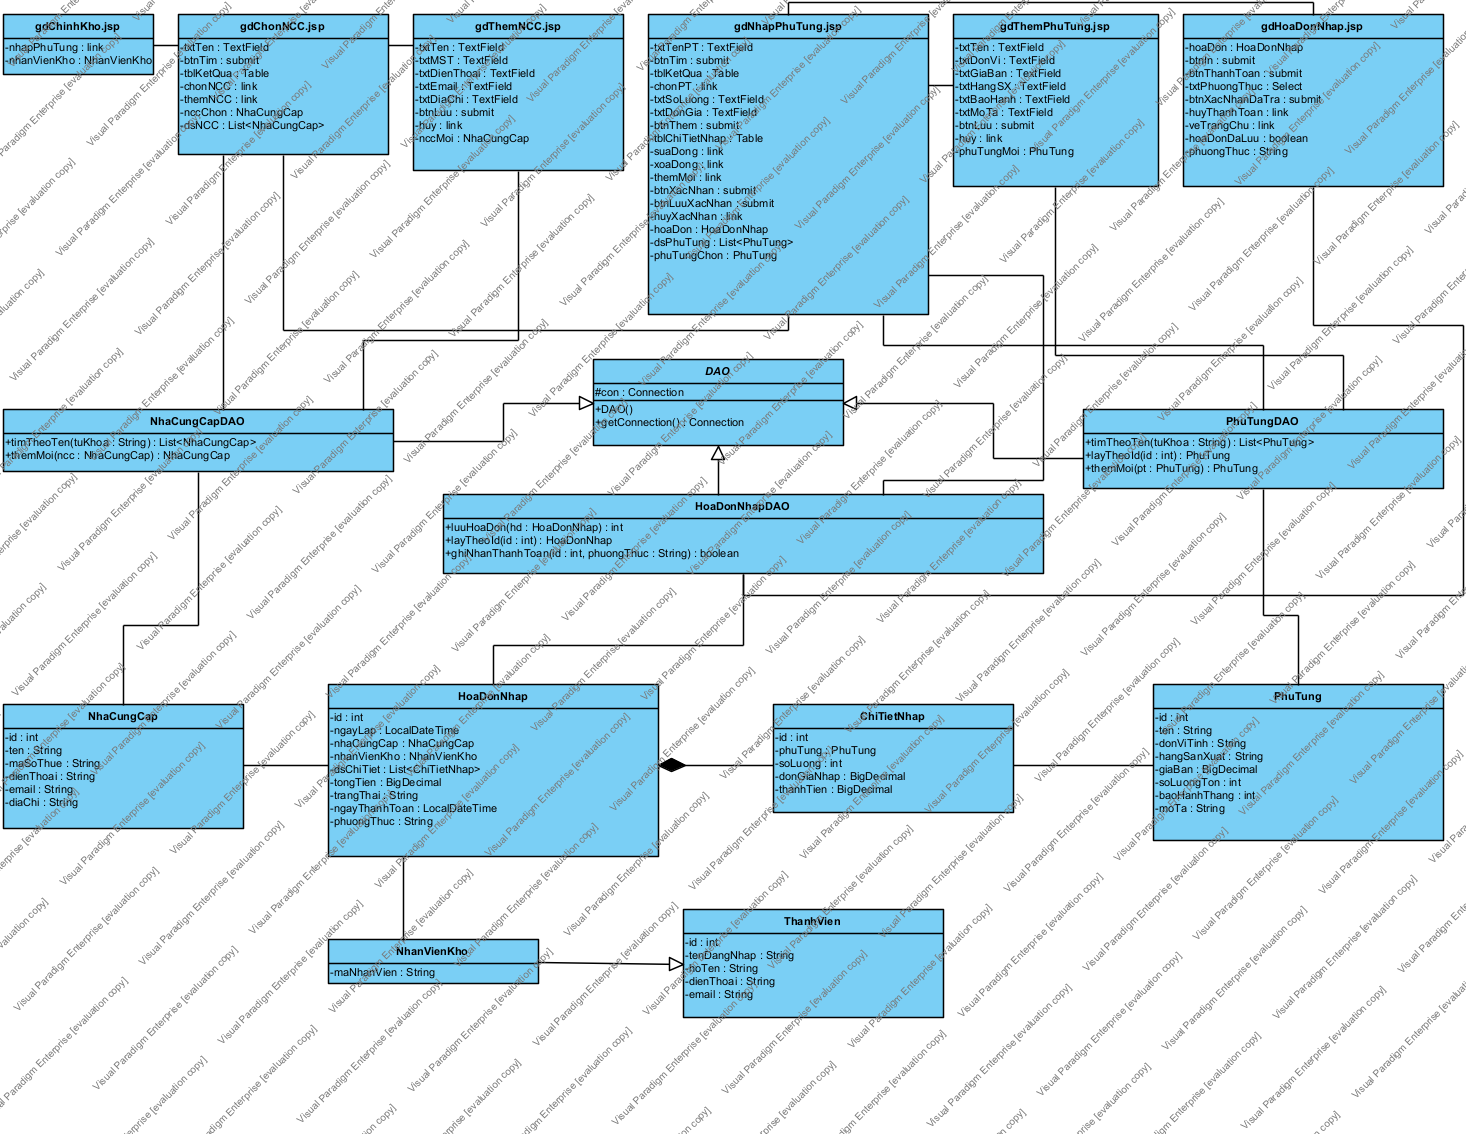 gdChinhKho.jsp
-nhapPhuTung : link
-nhanVienKho : NhanVienKho
gdChonNCC.jsp
-txtTen : TextField
-btnTim : submit
-tblKetQua : Table
-chonNCC : link
-themNCC : link
-nccChon : NhaCungCap
-dsNCC : List<NhaCungCap>
gdThemNCC.jsp
-txtTen : TextField
-txtMST : TextField
-txtDienThoai : TextField
-txtEmail : TextField
-txtDiaChi : TextField
-btnLuu : submit
-huy : link
-nccMoi : NhaCungCap
gdNhapPhuTung.jsp
-txtTenPT : TextField
-btnTim : submit
-tblKetQua : Table
-chonPT : link
-txtSoLuong : TextField
-txtDonGia : TextField
-btnThem : submit
-tblChiTietNhap : Table
-suaDong : link
-xoaDong : link
-themMoi : link
-btnXacNhan : submit
-btnLuuXacNhan : submit
-huyXacNhan : link
-hoaDon : HoaDonNhap
-dsPhuTung : List<PhuTung>
-phuTungChon : PhuTung
gdThemPhuTung.jsp
-txtTen : TextField
-txtDonVi : TextField
-txtGiaBan : TextField
-txtHangSX : TextField
-txtBaoHanh : TextField
-txtMoTa : TextField
-btnLuu : submit
-huy : link
-phuTungMoi : PhuTung
gdHoaDonNhap.jsp
-hoaDon : HoaDonNhap
-btnIn : submit
-btnThanhToan : submit
-txtPhuongThuc : Select
-btnXacNhanDaTra : submit
-huyThanhToan : link
-veTrangChu : link
-hoaDonDaLuu : boolean
-phuongThuc : String
DAO
#con : Connection
+DAO()
+getConnection() : Connection
NhaCungCapDAO
+timTheoTen(tuKhoa : String) : List<NhaCungCap>
+themMoi(ncc : NhaCungCap) : NhaCungCap
PhuTungDAO
+timTheoTen(tuKhoa : String) : List<PhuTung>
+layTheoId(id : int) : PhuTung
+themMoi(pt : PhuTung) : PhuTung
HoaDonNhapDAO
+luuHoaDon(hd : HoaDonNhap) : int
+layTheoId(id : int) : HoaDonNhap
+ghiNhanThanhToan(id : int, phuongThuc : String) : boolean
NhaCungCap
-id : int
-ten : String
-maSoThue : String
-dienThoai : String
-email : String
-diaChi : String
HoaDonNhap
-id : int
-ngayLap : LocalDateTime
-nhaCungCap : NhaCungCap
-nhanVienKho : NhanVienKho
-dsChiTiet : List<ChiTietNhap>
-tongTien : BigDecimal
-trangThai : String
-ngayThanhToan : LocalDateTime
-phuongThuc : String
ChiTietNhap
-id : int
-phuTung : PhuTung
-soLuong : int
-donGiaNhap : BigDecimal
-thanhTien : BigDecimal
PhuTung
-id : int
-ten : String
-donViTinh : String
-hangSanXuat : String
-giaBan : BigDecimal
-soLuongTon : int
-baoHanhThang : int
-moTa : String
NhanVienKho
-maNhanVien : String
ThanhVien
-id : int
-tenDangNhap : String
-hoTen : String
-dienThoai : String
-email : String
Visual Paradigm Enterprise [evaluation copy]